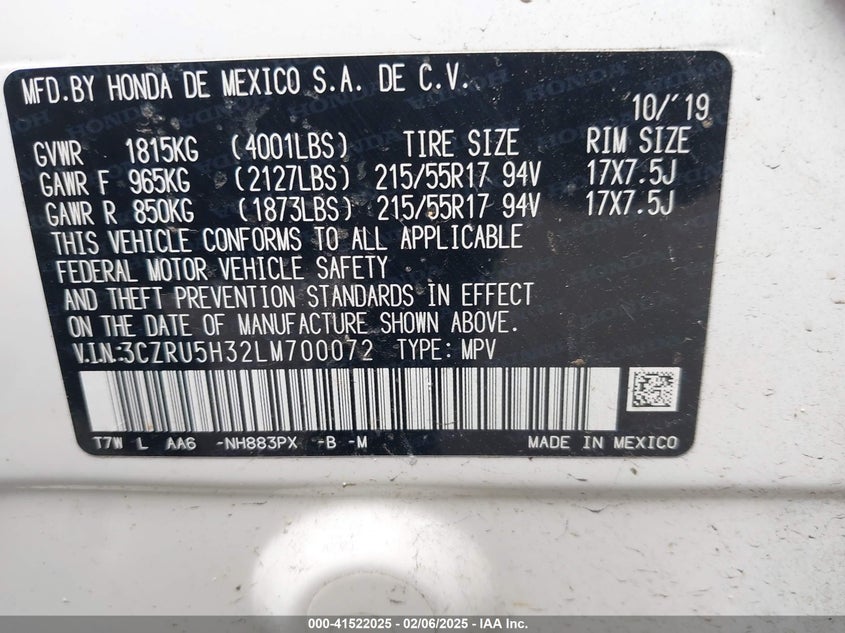 MFD.BY HONDA DE MEXICO S.A. DE C.V.
10/'19
GVWR 1815KG (4001LBS) TIRE SIZE RIM SIZE
GAWR F 965KG (2127LBS) 215/55R17 94V 17X7.5J
GAWR R 850KG (1873LBS) 215/55R17 94V 17X7.5J
THIS VEHICLE CONFORMS TO ALL APPLICABLE
FEDERAL MOTOR VEHICLE SAFETY
AND THEFT PREVENTION STANDARDS IN EFFECT
ON THE DATE OF MANUFACTURE SHOWN ABOVE.
V.I.N:3CZRU5H32LM700072 TYPE: MPV
T7W L AA6 -NH883PX -B -M MADE IN MEXICO
000-41522025 - 02/06/2025 - IAA Inc.